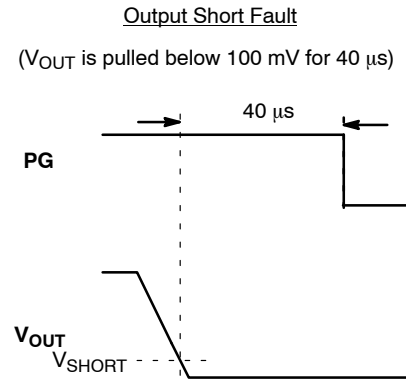 Output Short Fault
(VOUT is pulled below 100 mV for 40 μs)
40 μs
PG
VOUT
VSHORT